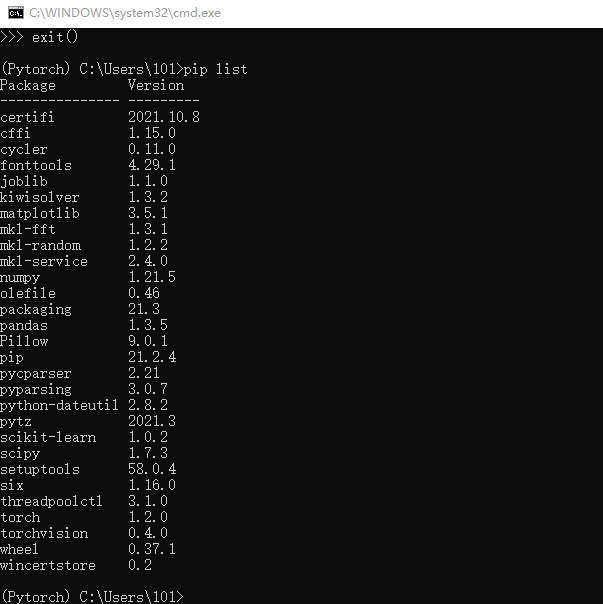 C:\WINDOWS\system32\cmd.exe
>>> exit()
(Pytorch) C:\Users\101>pip list
Package         Version
--------------- ---------
certifi         2021.10.8
cffi            1.15.0
cycler          0.11.0
fonttools       4.29.1
joblib          1.1.0
kiwisolver      1.3.2
matplotlib      3.5.1
mkl-fft         1.3.1
mkl-random      1.2.2
mkl-service     2.4.0
numpy           1.21.5
olefile         0.46
packaging       21.3
pandas          1.3.5
Pillow          9.0.1
pip             21.2.4
pycparser       2.21
pyparsing       3.0.7
python-dateutil 2.8.2
pytz            2021.3
scikit-learn    1.0.2
scipy           1.7.3
setuptools      58.0.4
six             1.16.0
threadpoolctl   3.1.0
torch           1.2.0
torchvision     0.4.0
wheel           0.37.1
wincertstore    0.2
(Pytorch) C:\Users\101>